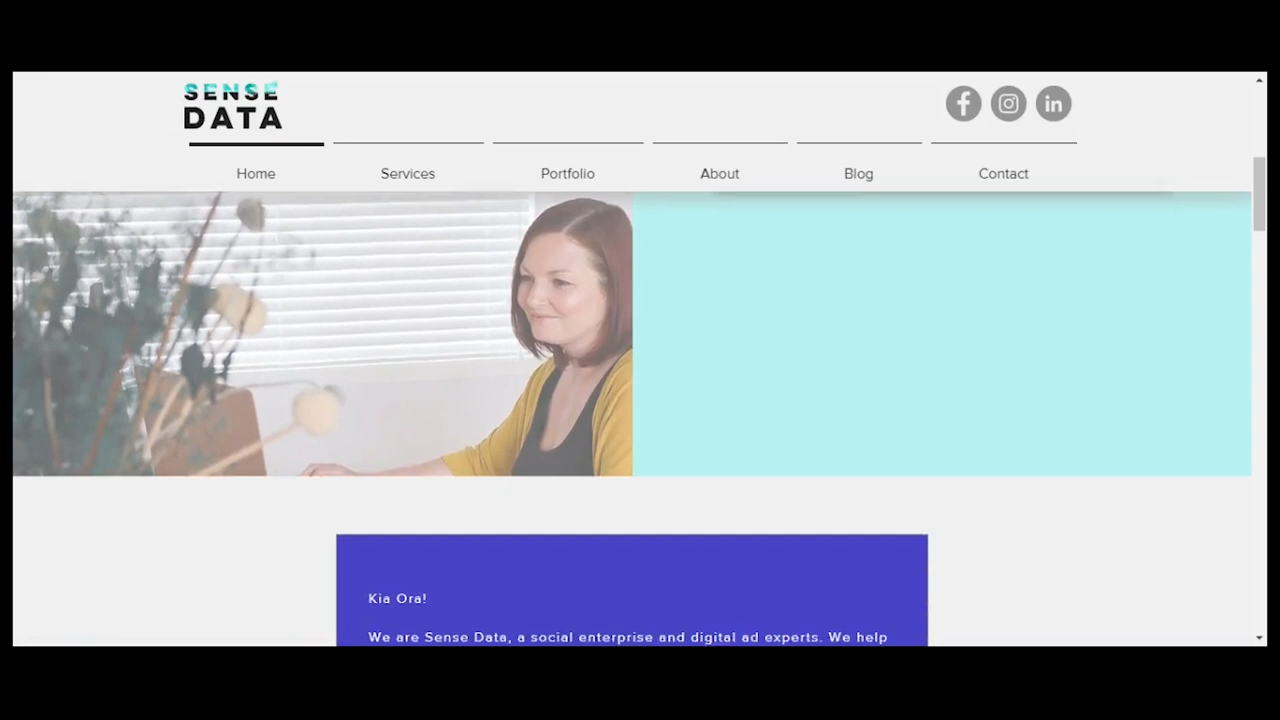 SENSE
DATA
Home Services Portfolio About Blog Contact
Kia Ora!
We are Sense Data, a social enterprise and digital ad experts. We help